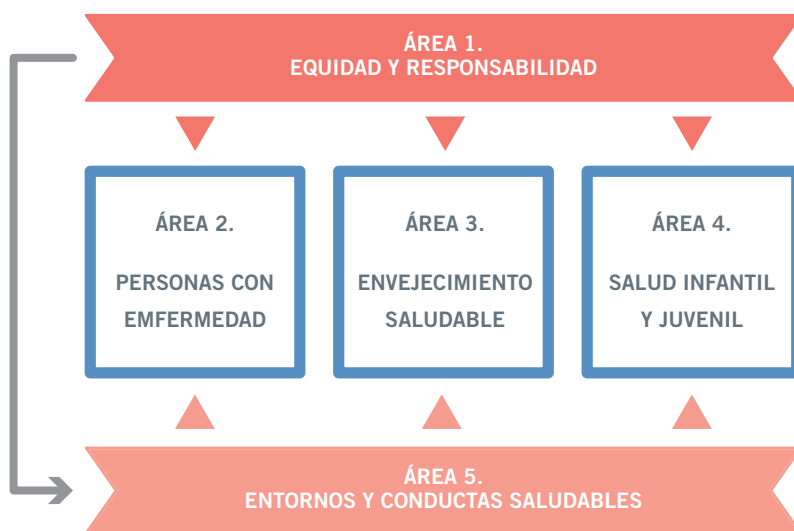 ÁREA 1.
EQUIDAD Y RESPONSABILIDAD
ÁREA 2.
PERSONAS CON
EMFERMEDAD
ÁREA 3.
ENVEJECIMIENTO
SALUDABLE
ÁREA 4.
SALUD INFANTIL
Y JUVENIL
ÁREA 5.
ENTORNOS Y CONDUCTAS SALUDABLES